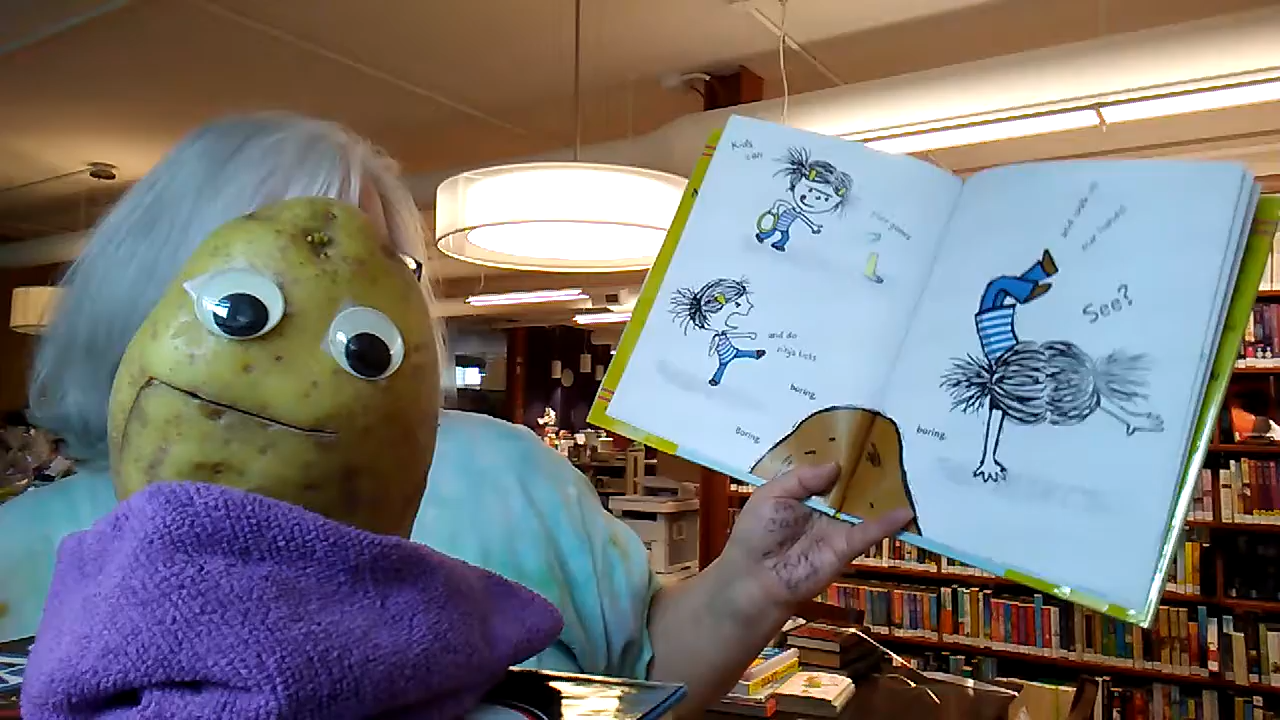 Kids
can
play games
and do
ninja kicks
boring,
Boring,
boring.
See?